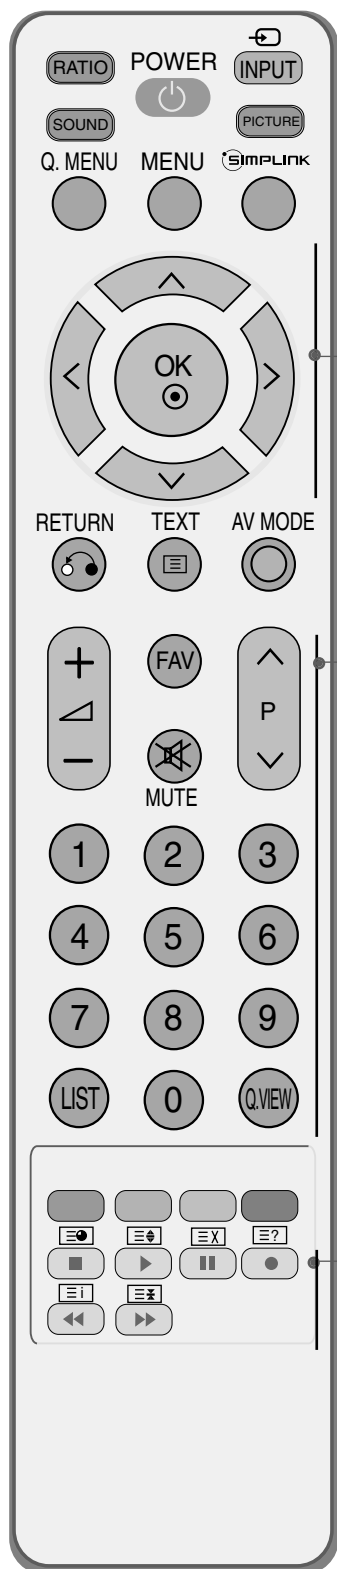 RATIO POWER INPUT
SOUND PICTURE
Q. MENU MENU SIMPLINK
OK
RETURN TEXT AV MODE
+ FAV
P
-
MUTE
1 2 3
4 5 6
7 8 9
LIST 0 Q.VIEW
X ?
i